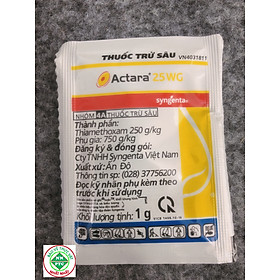 THUỐC TRỪ SÂU VN4031811
Actara® 25WG
syngenta
NHÓM 4A THUỐC TRỪ SÂU
Thành phần:
Thiamethoxam 250 g/kg
Phụ gia: 750 g/kg
Đăng ký & đóng gói:
Cty TNHH Syngenta Việt Nam
Xuất xứ: Ấn Độ
Thông tin sp: (028) 37756200
Đọc kỹ nhãn phụ kèm theo
trước khi sử dụng
Khối lượng tịnh: 1 g